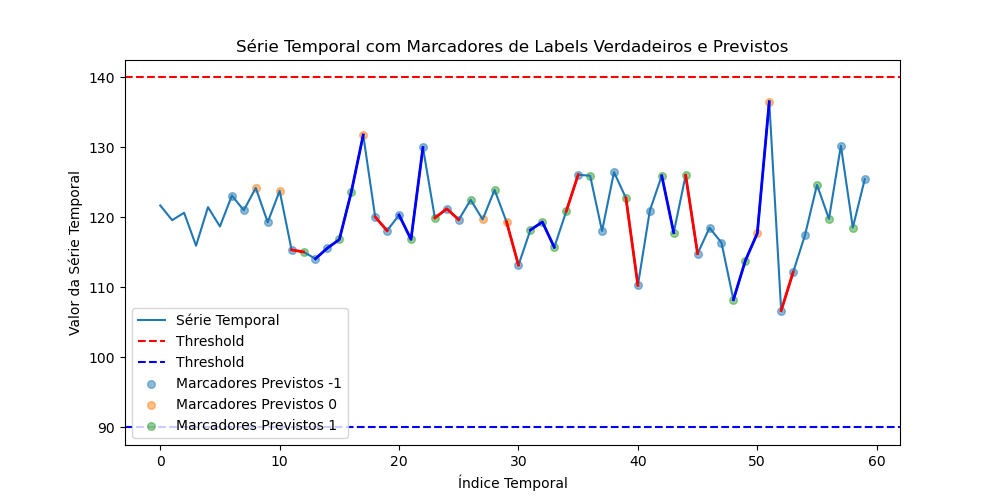 Série Temporal com Marcadores de Labels Verdadeiros e Previstos
Valor da Série Temporal
140
130
120
110
100
90
Série Temporal
Threshold
Threshold
Marcadores Previstos -1
Marcadores Previstos 0
Marcadores Previstos 1
0
10
20
30
40
50
60
Índice Temporal